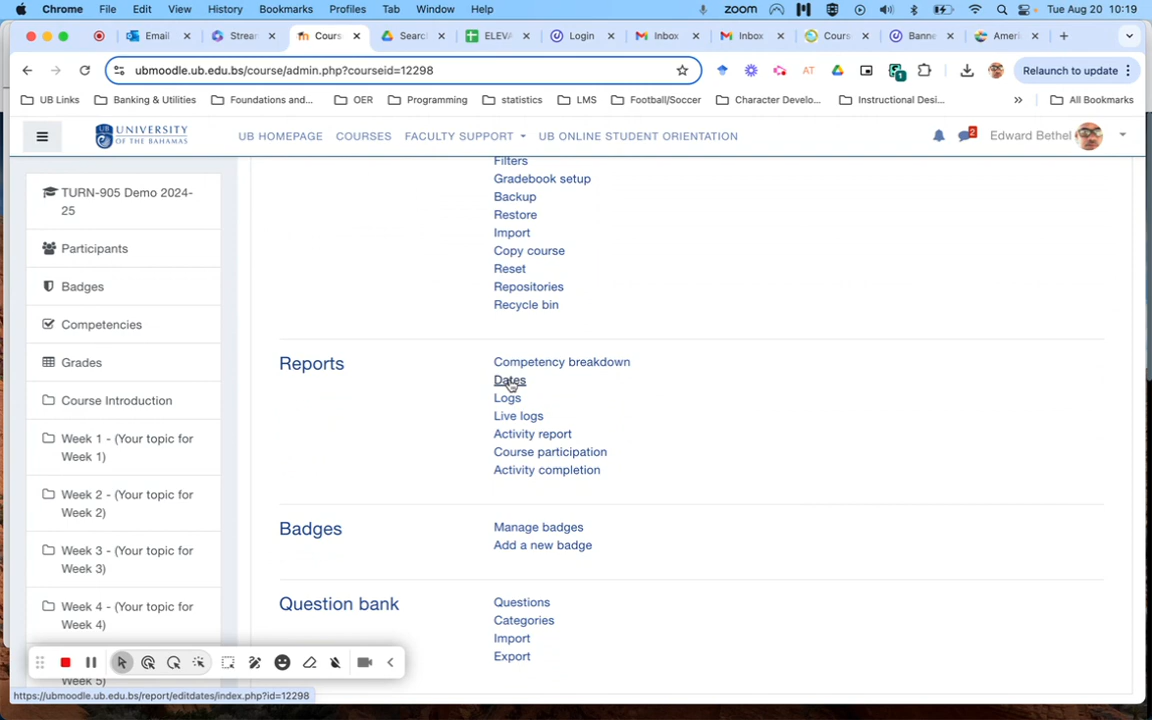 Chrome File Edit View History Bookmarks Profiles Tab Window Help zoom Tue Aug 20 10:19
Email Strear Cours Searc ELEVA Login Inbox Inbox Cours Banne Ameri
ubmoodle.ub.edu.bs/course/admin.php?courseid=12298 AT 1 Relaunch to update
UB Links Banking & Utilities Foundations and... OER Programming statistics LMS Football/Soccer Character Develo... Instructional Desi... » All Bookmarks
UNIVERSITY OF THE BAHAMAS UB HOMEPAGE COURSES FACULTY SUPPORT UB ONLINE STUDENT ORIENTATION 2 Edward Bethel
TURN-905 Demo 2024-
25
Participants
Badges
Competencies
Grades
Course Introduction
Week 1 - (Your topic for
Week 1)
Week 2 - (Your topic for
Week 2)
Week 3 - (Your topic for
Week 3)
Week 4 - (Your topic for
Week 4)
Week 5)
Filters
Gradebook setup
Backup
Restore
Import
Copy course
Reset
Repositories
Recycle bin
Reports
Competency breakdown
Dates
Logs
Live logs
Activity report
Course participation
Activity completion
Badges
Manage badges
Add a new badge
Question bank
Questions
Categories
Import
Export
https://ubmoodle.ub.edu.bs/report/editdates/index.php?id=12298